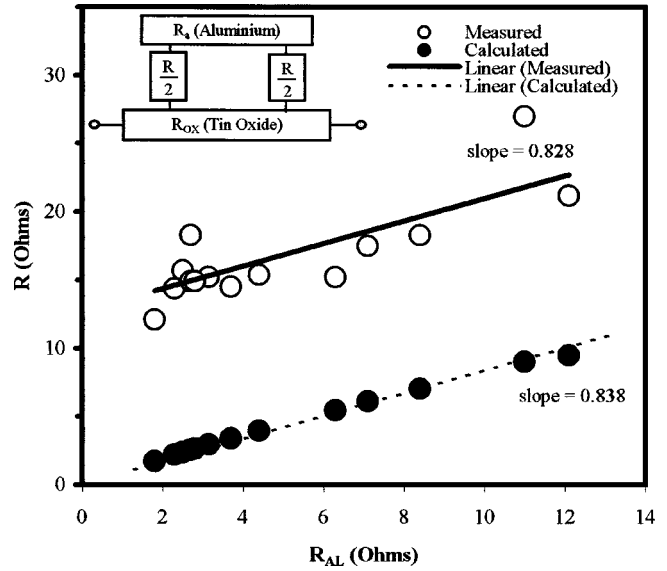 Rₐ (Aluminium)
R
2
R
2
R_OX (Tin Oxide)
Measured
Calculated
Linear (Measured)
Linear (Calculated)
slope = 0.828
slope = 0.838
R (Ohms)
30
20
10
0
0
2
4
6
8
10
12
14
R_AL (Ohms)